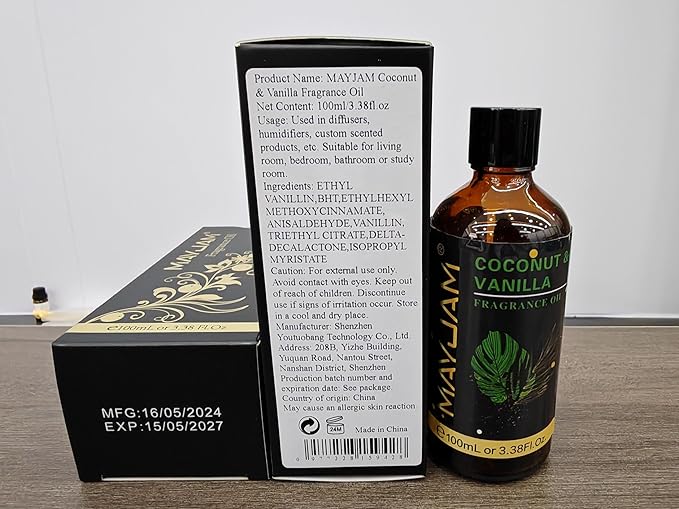 Product Name: MAYJAM Coconut
& Vanilla Fragrance Oil
Net Content: 100ml/3.38fl.oz
Usage: Used in diffusers,
humidifiers, custom scented
products, etc. Suitable for living
room, bedroom, bathroom or study
room.
Ingredients: ETHYL
VANILLIN,BHT,ETHYLHEXYL
METHOXYCINNAMATE,
ANISALDEHYDE,VANILLIN,
TRIETHYL CITRATE,DELTA-
DECALACTONE,ISOPROPYL
MYRISTATE
Caution: For external use only.
Avoid contact with eyes. Keep out
of reach of children. Discontinue
use if signs of irritation occur. Store
in a cool and dry place.
Manufacturer: Shenzhen
Youtuobang Technology Co., Ltd.
Address: 208B, Yizhe Building,
Yuquan Road, Nantou Street,
Nanshan District, Shenzhen
Production batch number and
expiration date: See package.
Country of origin: China
May cause an allergic skin reaction
24M
Made in China
MAYJAM
Fragrance Oil
℮100mL or 3.38 Fl.Oz
MFG:16/05/2024
EXP:15/05/2027
MAYJAM®
COCONUT &
VANILLA
FRAGRANCE OIL
℮100mL or 3.38Fl.Oz.